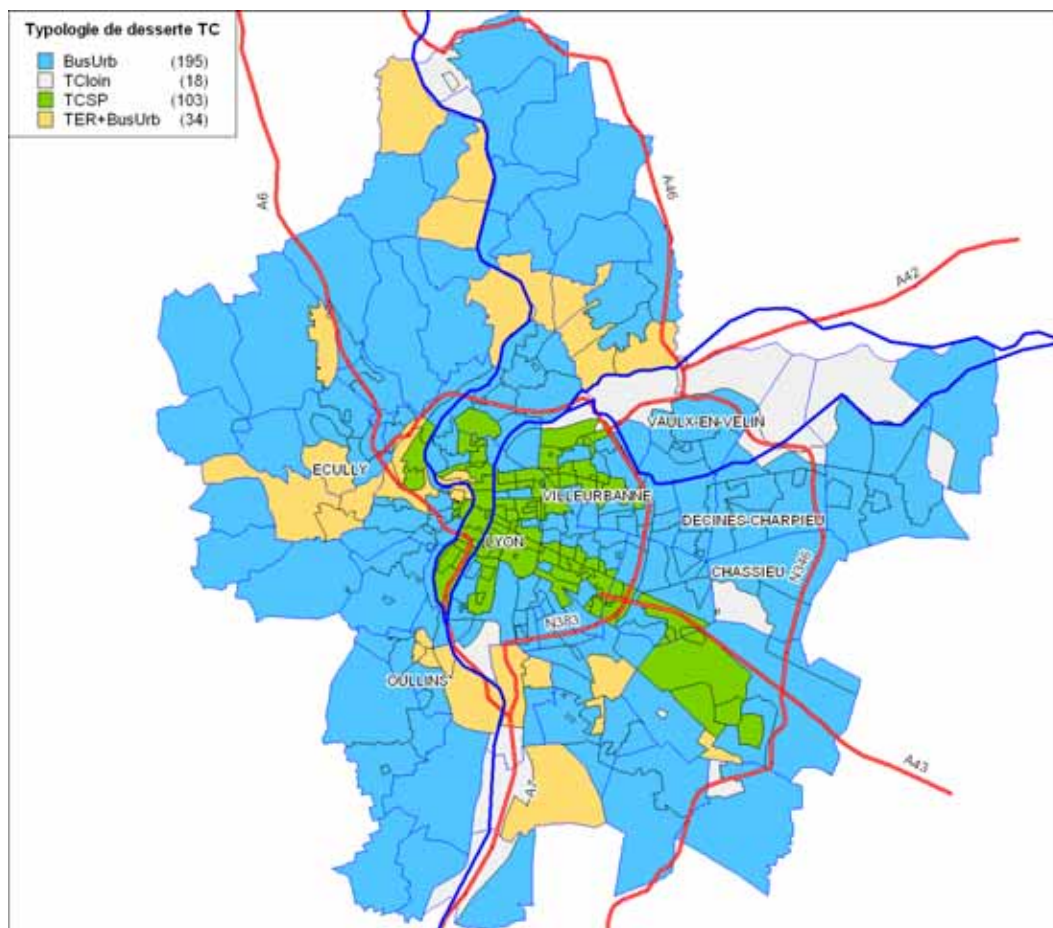 Typologie de desserte TC
BusUrb (195)
TCloin (18)
TCSP (103)
TER+BusUrb (34)
A6
A46
A42
VAULX-EN-VELIN
ECULLY
VILLEURBANNE
DECINES-CHARPIEU
LYON
CHASSIEU
N346
N383
OULLINS
A7
A43